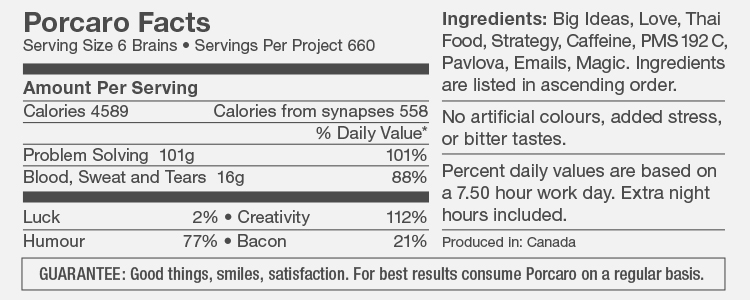 Porcaro Facts
Serving Size 6 Brains • Servings Per Project 660
Amount Per Serving
Calories 4589 Calories from synapses 558
% Daily Value*
Problem Solving 101g 101%
Blood, Sweat and Tears 16g 88%
Luck 2% • Creativity 112%
Humour 77% • Bacon 21%
Ingredients: Big Ideas, Love, Thai
Food, Strategy, Caffeine, PMS 192 C,
Pavlova, Emails, Magic. Ingredients
are listed in ascending order.
No artificial colours, added stress,
or bitter tastes.
Percent daily values are based on
a 7.50 hour work day. Extra night
hours included.
Produced in: Canada
GUARANTEE: Good things, smiles, satisfaction. For best results consume Porcaro on a regular basis.